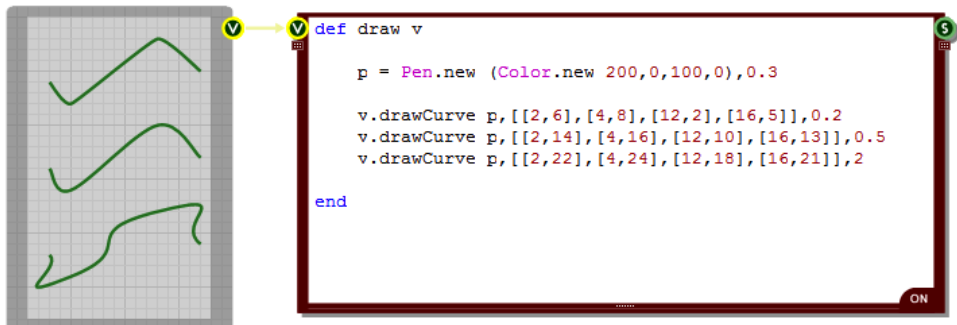 V V def draw v S
p = Pen.new (Color.new 200,0,100,0),0.3
v.drawCurve p,[[2,6],[4,8],[12,2],[16,5]],0.2
v.drawCurve p,[[2,14],[4,16],[12,10],[16,13]],0.5
v.drawCurve p,[[2,22],[4,24],[12,18],[16,21]],2
end
ON